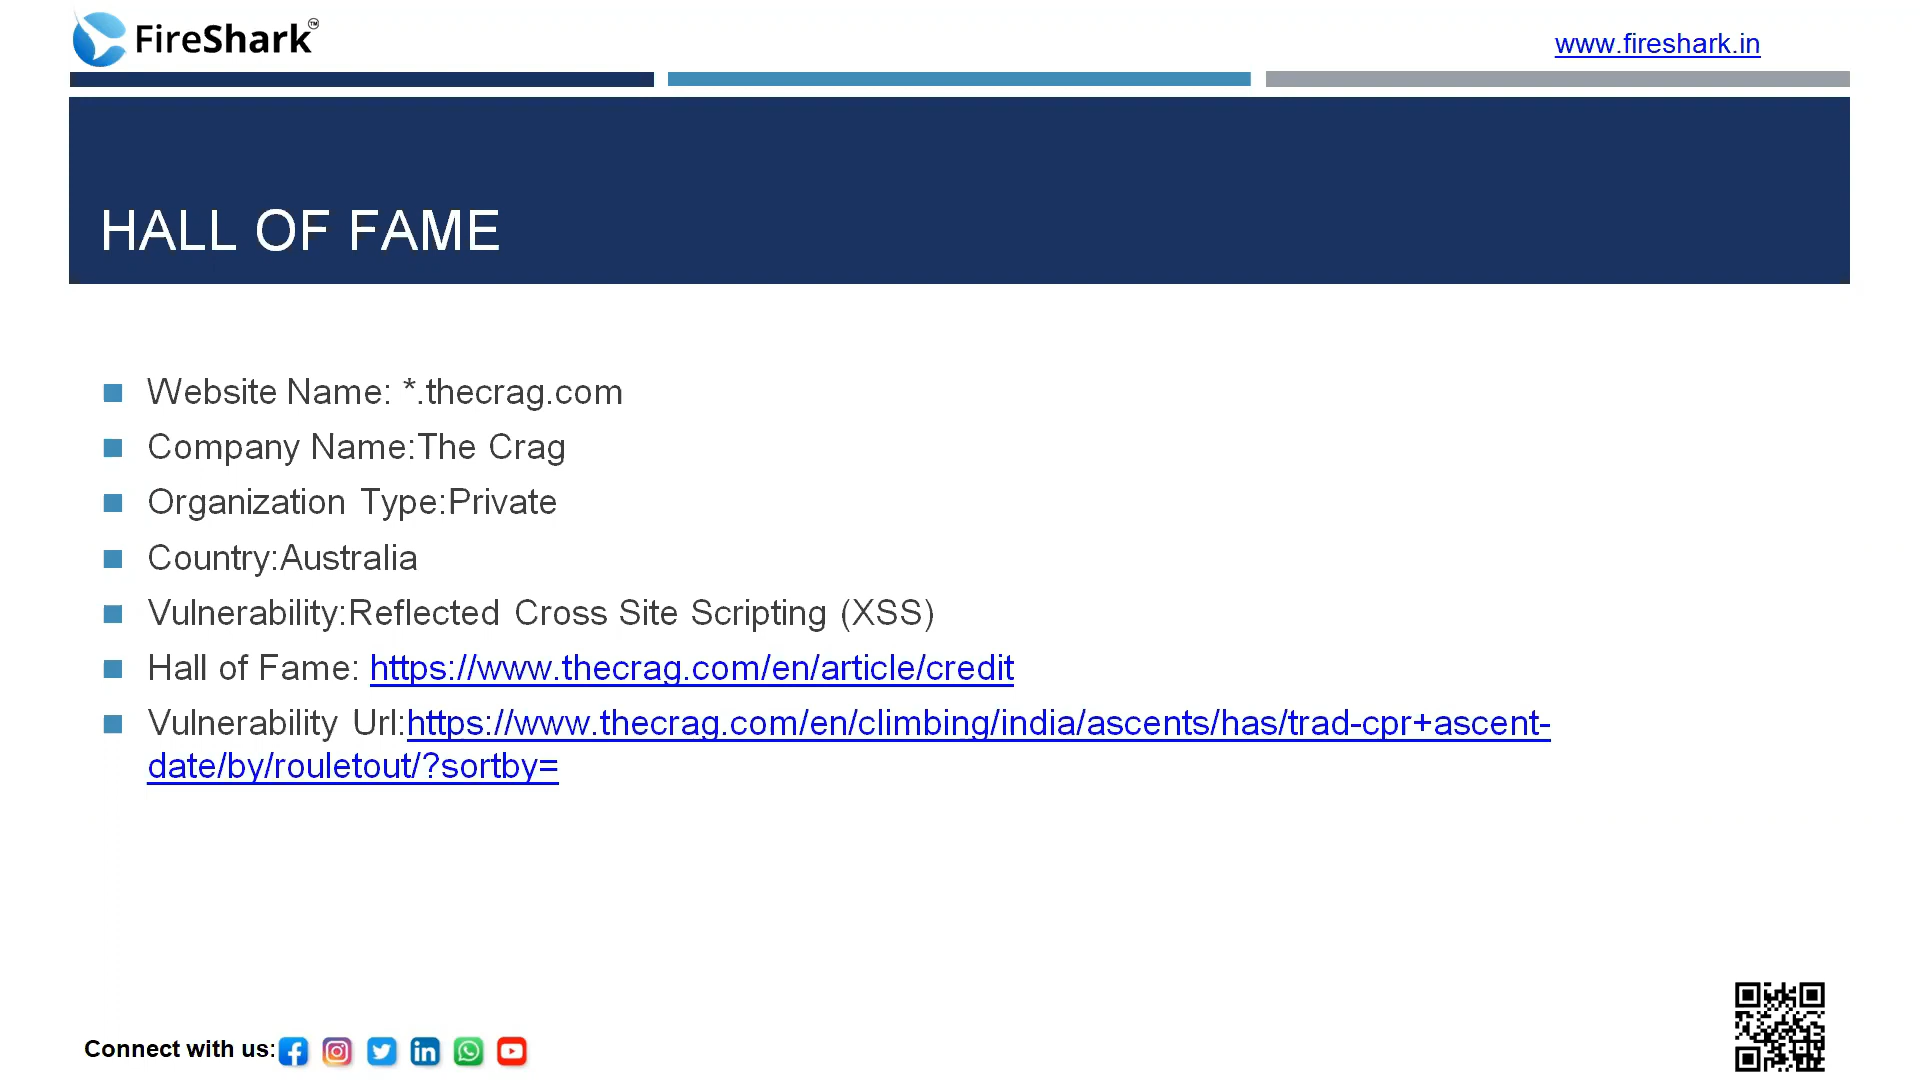 FireShark™
www.fireshark.in
HALL OF FAME
Website Name: *.thecrag.com
Company Name:The Crag
Organization Type:Private
Country:Australia
Vulnerability:Reflected Cross Site Scripting (XSS)
Hall of Fame: https://www.thecrag.com/en/article/credit
Vulnerability Url:https://www.thecrag.com/en/climbing/india/ascents/has/trad-cpr+ascent-
date/by/rouletout/?sortby=
Connect with us: